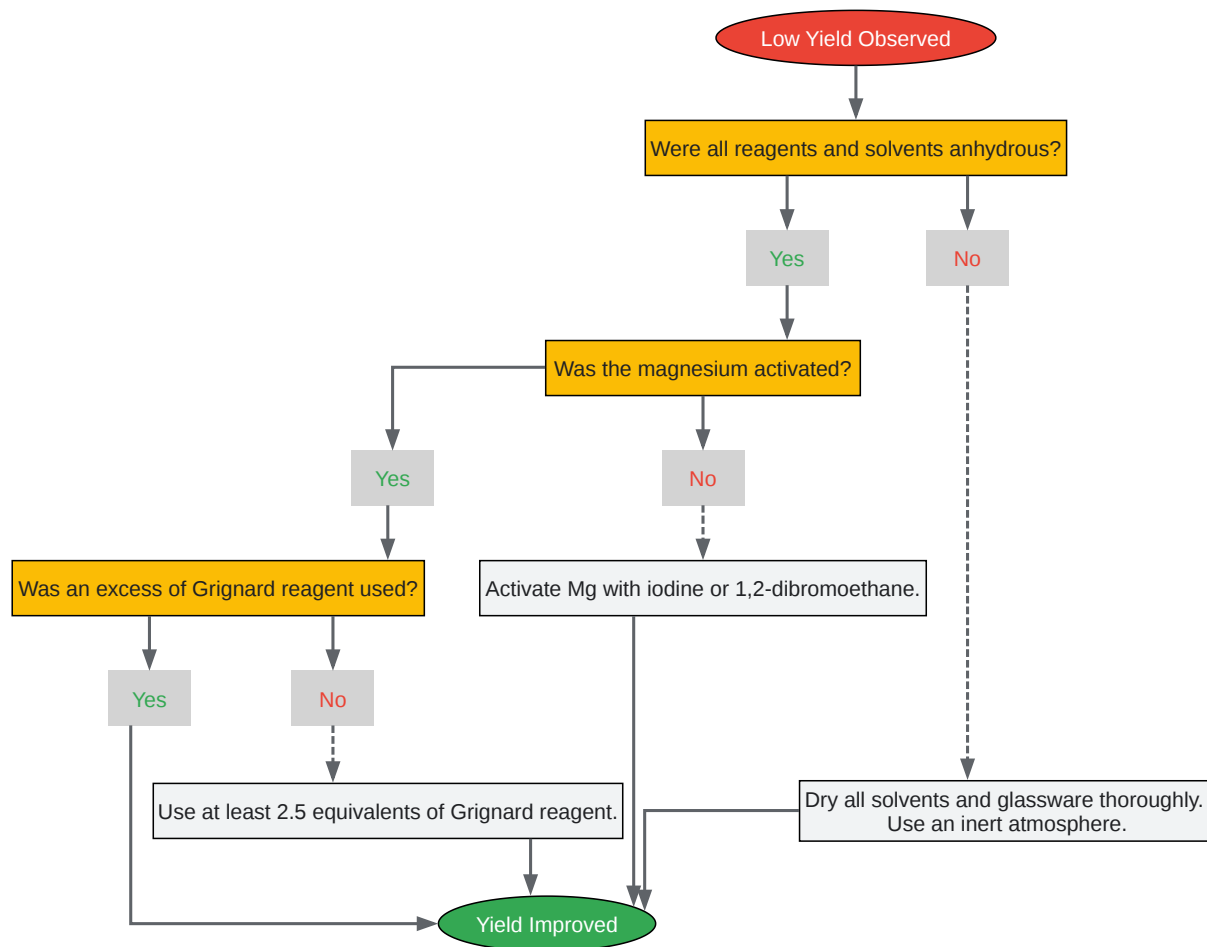 Low Yield Observed
Were all reagents and solvents anhydrous?
Yes
No
Was the magnesium activated?
Yes
No
Was an excess of Grignard reagent used?
Activate Mg with iodine or 1,2-dibromoethane.
Yes
No
Use at least 2.5 equivalents of Grignard reagent.
Dry all solvents and glassware thoroughly.
Use an inert atmosphere.
Yield Improved